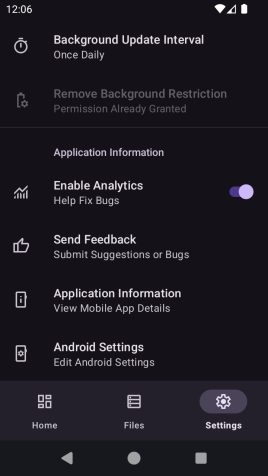 12:06
Background Update Interval
Once Daily
Remove Background Restriction
Permission Already Granted
Application Information
Enable Analytics
Help Fix Bugs
Send Feedback
Submit Suggestions or Bugs
Application Information
View Mobile App Details
Android Settings
Edit Android Settings
Home
Files
Settings